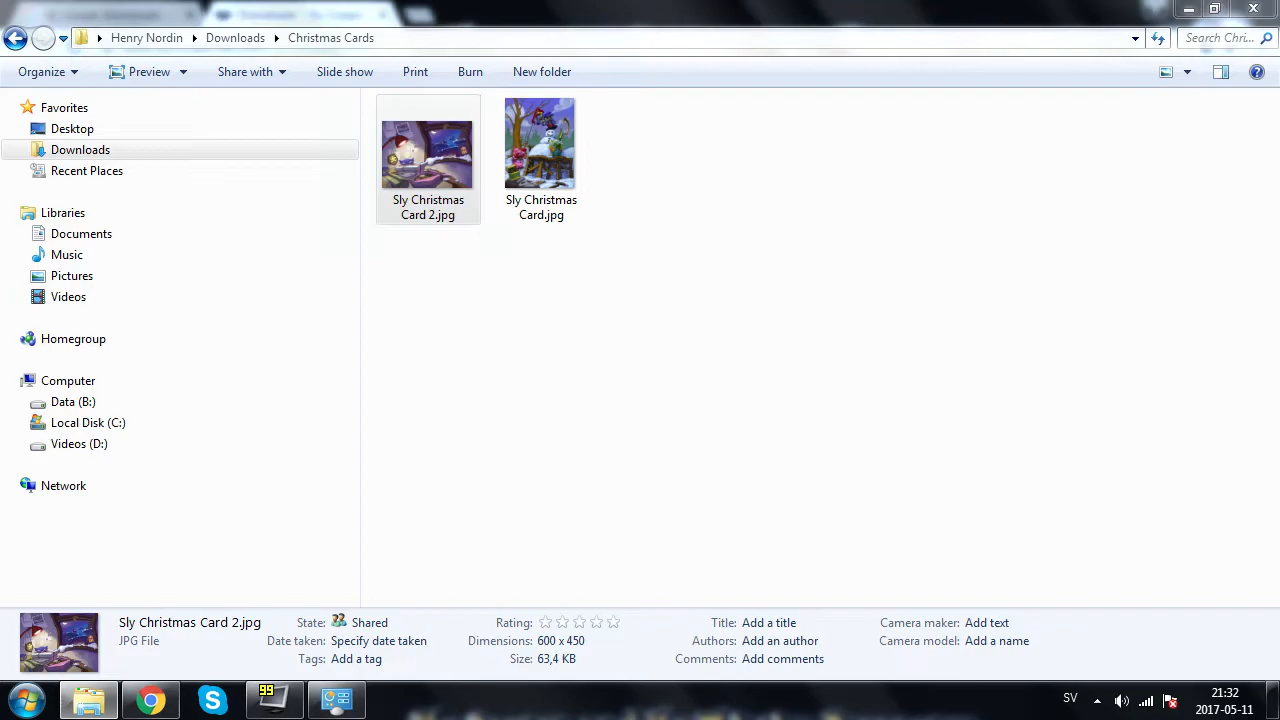 Henry Nordin Downloads Christmas Cards Search Chri...
Organize Preview Share with Slide show Print Burn New folder
Favorites
Desktop
Downloads
Recent Places
Libraries
Documents
Music
Pictures
Videos
Homegroup
Computer
Data (B:)
Local Disk (C:)
Videos (D:)
Network
Sly Christmas
Card 2.jpg
Sly Christmas
Card.jpg
Sly Christmas Card 2.jpg State: Shared Rating: Title: Add a title Camera maker: Add text
JPG File Date taken: Specify date taken Dimensions: 600 x 450 Authors: Add an author Camera model: Add a name
Tags: Add a tag Size: 63,4 KB Comments: Add comments
99
SV
21:32
2017-05-11